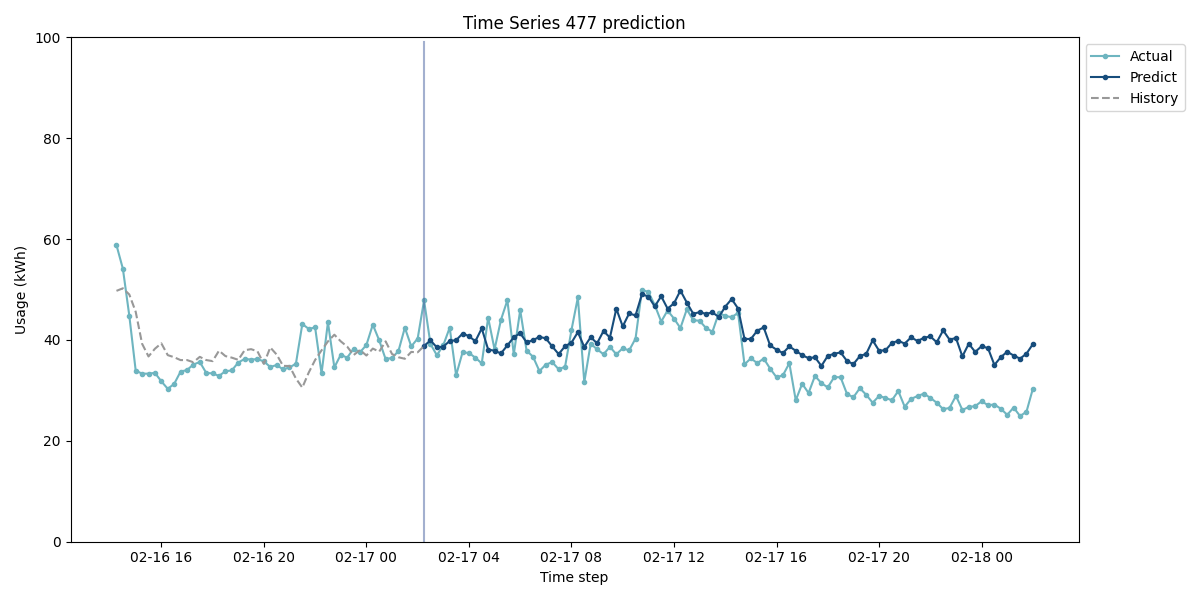 Time Series 477 prediction
100
80
60
40
20
0
Usage (kWh)
02-16 16
02-16 20
02-17 00
02-17 04
02-17 08
02-17 12
02-17 16
02-17 20
02-18 00
Time step
Actual
Predict
History